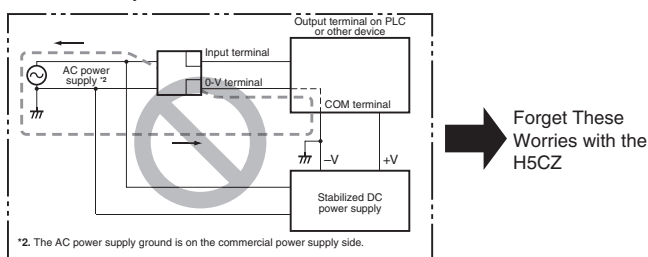 Output terminal on PLC
or other device
Input terminal
AC power
supply *2
0-V terminal
COM terminal
–V
+V
Stabilized DC
power supply
*2. The AC power supply ground is on the commercial power supply side.
Forget These
Worries with the
H5CZ